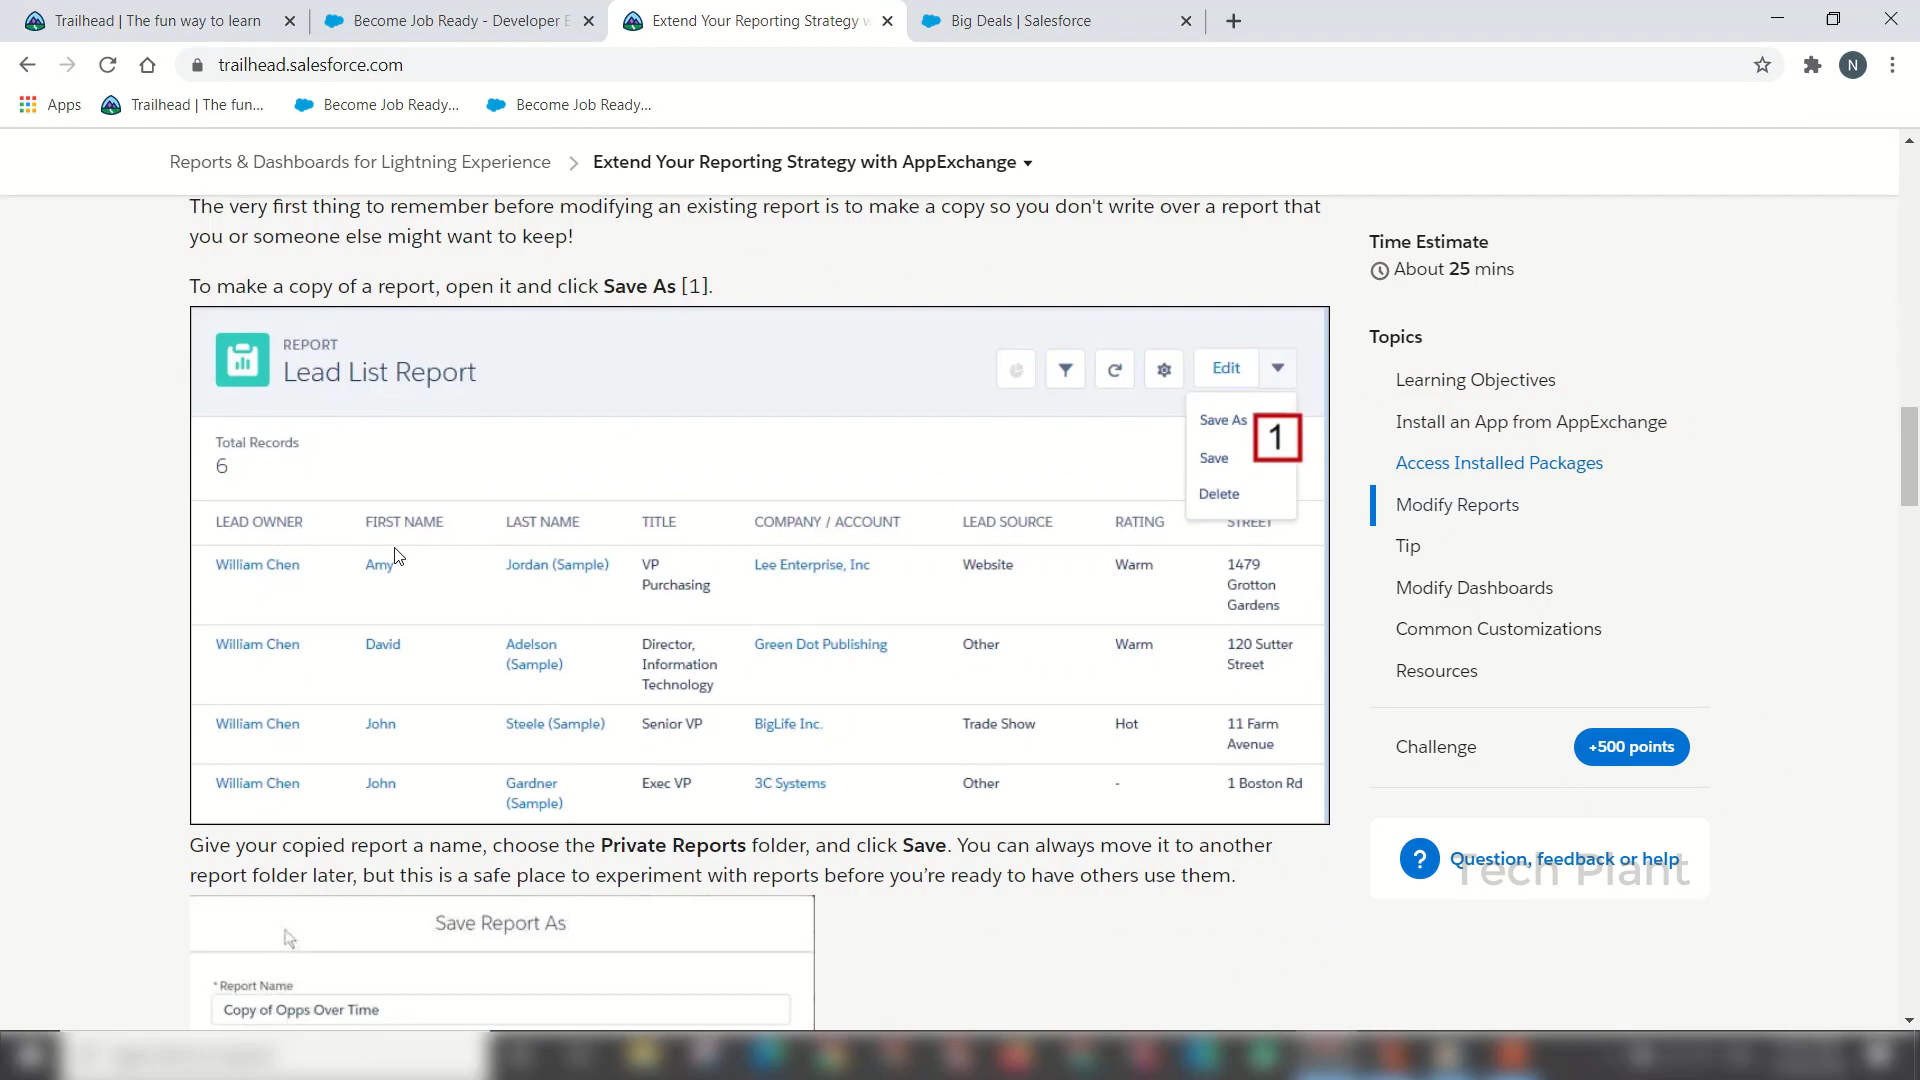 Trailhead | The fun way to learn
Become Job Ready - Developer E
Extend Your Reporting Strategy w
Big Deals | Salesforce
trailhead.salesforce.com
N
Apps
Trailhead | The fun...
Become Job Ready...
Become Job Ready...
Reports & Dashboards for Lightning Experience
Extend Your Reporting Strategy with AppExchange
The very first thing to remember before modifying an existing report is to make a copy so you don't write over a report that
you or someone else might want to keep!
To make a copy of a report, open it and click Save As [1].
REPORT
Lead List Report
Edit
Save As
1
Save
Delete
Total Records
6
LEAD OWNER FIRST NAME LAST NAME TITLE COMPANY / ACCOUNT LEAD SOURCE RATING STREET
William Chen Amy Jordan (Sample) VP Lee Enterprise, Inc Website Warm 1479
Purchasing Grotton
Gardens
William Chen David Adelson Director, Green Dot Publishing Other Warm 120 Sutter
(Sample) Information Street
Technology
William Chen John Steele (Sample) Senior VP BigLife Inc. Trade Show Hot 11 Farm
Avenue
William Chen John Gardner Exec VP 3C Systems Other - 1 Boston Rd
(Sample)
Give your copied report a name, choose the Private Reports folder, and click Save. You can always move it to another
report folder later, but this is a safe place to experiment with reports before you're ready to have others use them.
Save Report As
* Report Name
Copy of Opps Over Time
Time Estimate
About 25 mins
Topics
Learning Objectives
Install an App from AppExchange
Access Installed Packages
Modify Reports
Tip
Modify Dashboards
Common Customizations
Resources
Challenge
+500 points
? Question, feedback or help
Tech Plant